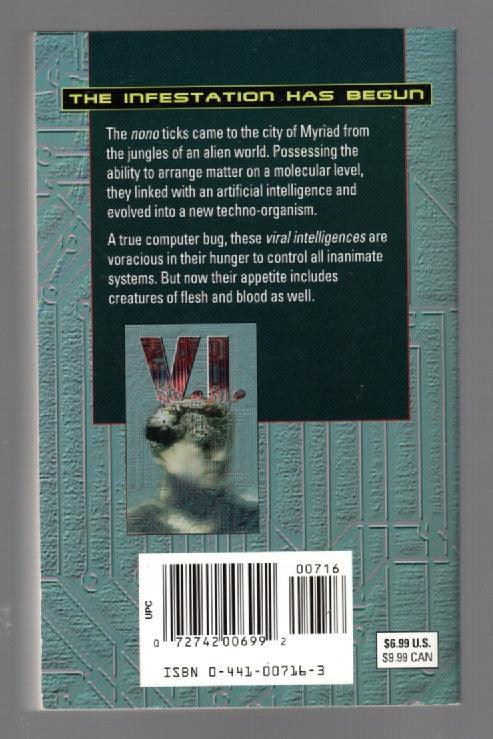 THE INFESTATION HAS BEGUN
The nono ticks came to the city of Myriad from
the jungles of an alien world. Possessing the
ability to arrange matter on a molecular level,
they linked with an artificial intelligence and
evolved into a new techno-organism.
A true computer bug, these viral intelligences are
voracious in their hunger to control all inanimate
systems. But now their appetite includes
creatures of flesh and blood as well.
V.I.
00716
UPC
0 72742 00699 2
ISBN 0-441-00716-3
$6.99 U.S.
$9.99 CAN